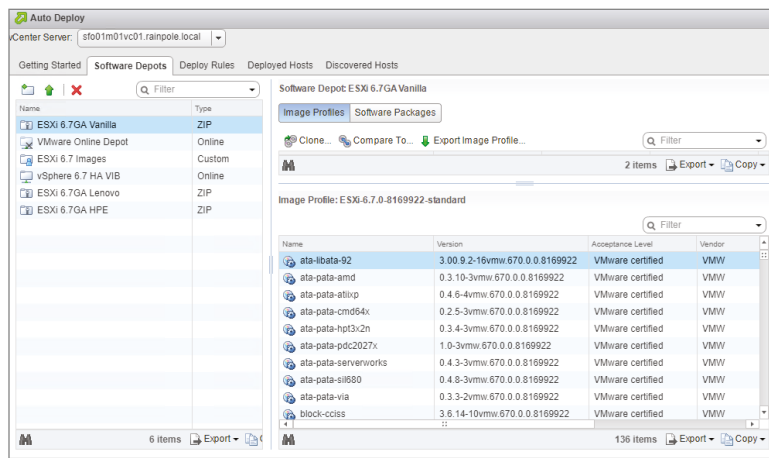 Auto Deploy
vCenter Server: sfo01m01vc01.rainpole.local
Getting Started Software Depots Deploy Rules Deployed Hosts Discovered Hosts
Filter
Name Type
ESXi 6.7GA Vanilla ZIP
VMware Online Depot Online
ESXi 6.7 Images Custom
vSphere 6.7 HA VIB Online
ESXi 6.7GA Lenovo ZIP
ESXi 6.7GA HPE ZIP
6 items Export
Software Depot: ESXi 6.7GA Vanilla
Image Profiles Software Packages
Clone... Compare To... Export Image Profile... Filter
2 items Export Copy
Image Profile: ESXi-6.7.0-8169922-standard
Filter
Name Version Acceptance Level Vendor
ata-libata-92 3.00.9.2-16vmw.670.0.0.8169922 VMware certified VMW
ata-pata-amd 0.3.10-3vmw.670.0.0.8169922 VMware certified VMW
ata-pata-atiixp 0.4.6-4vmw.670.0.0.8169922 VMware certified VMW
ata-pata-cmd64x 0.2.5-3vmw.670.0.0.8169922 VMware certified VMW
ata-pata-hpt3x2n 0.3.4-3vmw.670.0.0.8169922 VMware certified VMW
ata-pata-pdc2027x 1.0-3vmw.670.0.0.8169922 VMware certified VMW
ata-pata-serverworks 0.4.3-3vmw.670.0.0.8169922 VMware certified VMW
ata-pata-sil680 0.4.8-3vmw.670.0.0.8169922 VMware certified VMW
ata-pata-via 0.3.3-2vmw.670.0.0.8169922 VMware certified VMW
block-cciss 3.6.14-10vmw.670.0.0.8169922 VMware certified VMW
136 items Export Copy